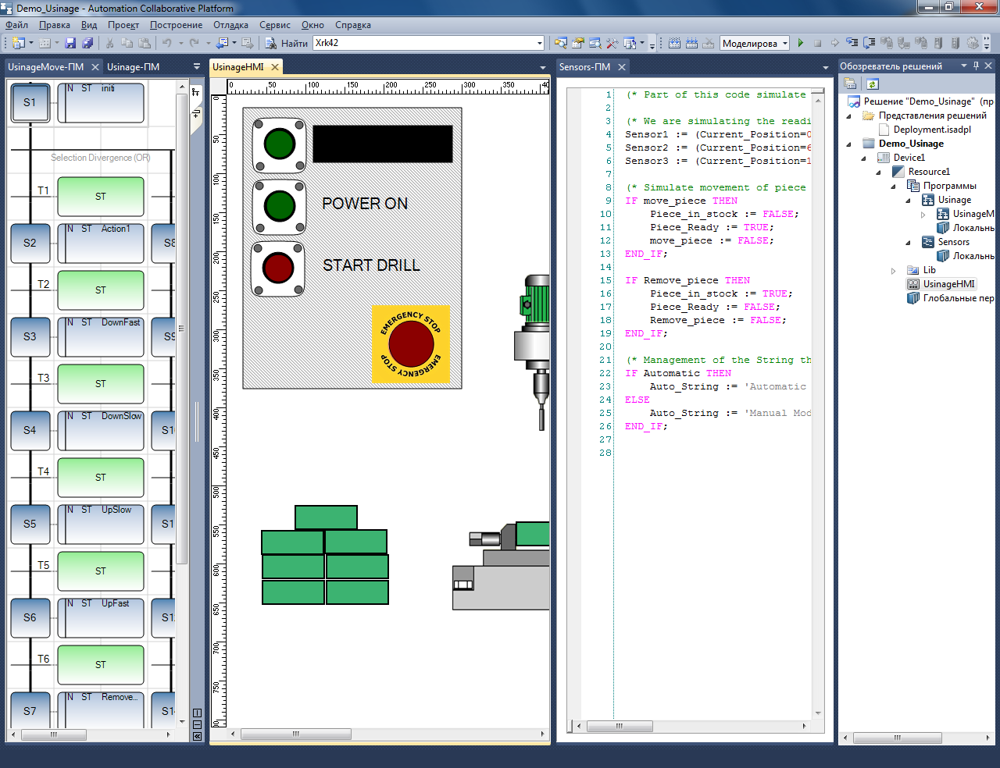 Demo_Usinage - Automation Collaborative Platform
Файл Правка Вид Проект Построение Отладка Сервис Окно Справка
Найти Xrk42 Моделирова
UsinageMove-ПМ Usinage-ПМ
S1 N ST initi
Selection Divergence (OR)
T1 ST
S2 N ST Action1 S8
T2 ST
S3 N ST DownFast S9
T3 ST
S4 N ST DownSlow S1
T4 ST
S5 N ST UpSlow S1
T5 ST
S6 N ST UpFast S1
T6 ST
S7 N ST Remove... S1
UsinageHMI
0 50 100 150 200 250 300 350 40
0
50
100
150
200
250
300
350
400
450
500
550
600
650
700
750
80
POWER ON
START DRILL
EMERGENCY STOP
EMERGENCY STOP
Sensors-ПМ
1 (* Part of this code simulate
2
3 (* We are simulating the readi
4 Sensor1 := (Current_Position=0
5 Sensor2 := (Current_Position=6
6 Sensor3 := (Current_Position=1
7
8 (* Simulate movement of piece
9 IF move_piece THEN
10 Piece_in_stock := FALSE;
11 Piece_Ready := TRUE;
12 move_piece := FALSE;
13 END_IF;
14
15 IF Remove_piece THEN
16 Piece_in_stock := TRUE;
17 Piece_Ready := FALSE;
18 Remove_piece := FALSE;
19 END_IF;
20
21 (* Management of the String th
22 IF Automatic THEN
23 Auto_String := 'Automatic
24 ELSE
25 Auto_String := 'Manual Mod
26 END_IF;
27
28
Обозреватель решений
Решение "Demo_Usinage" (пр
Представления решений
Deployment.isadpl
Demo_Usinage
Device1
Resource1
Программы
Usinage
UsinageM
Локальны
Sensors
Локальны
Lib
UsinageHMI
Глобальные пер